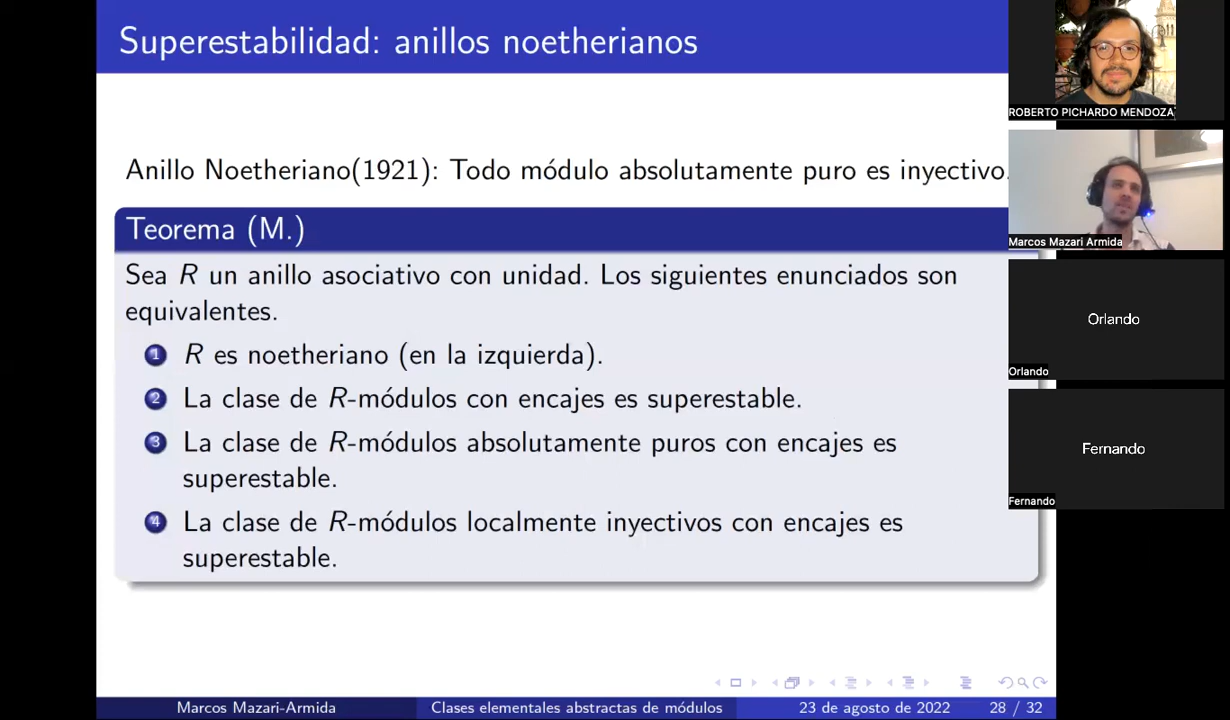 Superestabilidad: anillos noetherianos
Anillo Noetheriano(1921): Todo módulo absolutamente puro es inyectivo.
Teorema (M.)
Sea R un anillo asociativo con unidad. Los siguientes enunciados son
equivalentes.
1 R es noetheriano (en la izquierda).
2 La clase de R-módulos con encajes es superestable.
3 La clase de R-módulos absolutamente puros con encajes es
superestable.
4 La clase de R-módulos localmente inyectivos con encajes es
superestable.
Marcos Mazari-Armida
Clases elementales abstractas de módulos
23 de agosto de 2022
28 / 32
ROBERTO PICHARDO MENDOZA
Marcos Mazari Armida
Orlando
Orlando
Fernando
Fernando